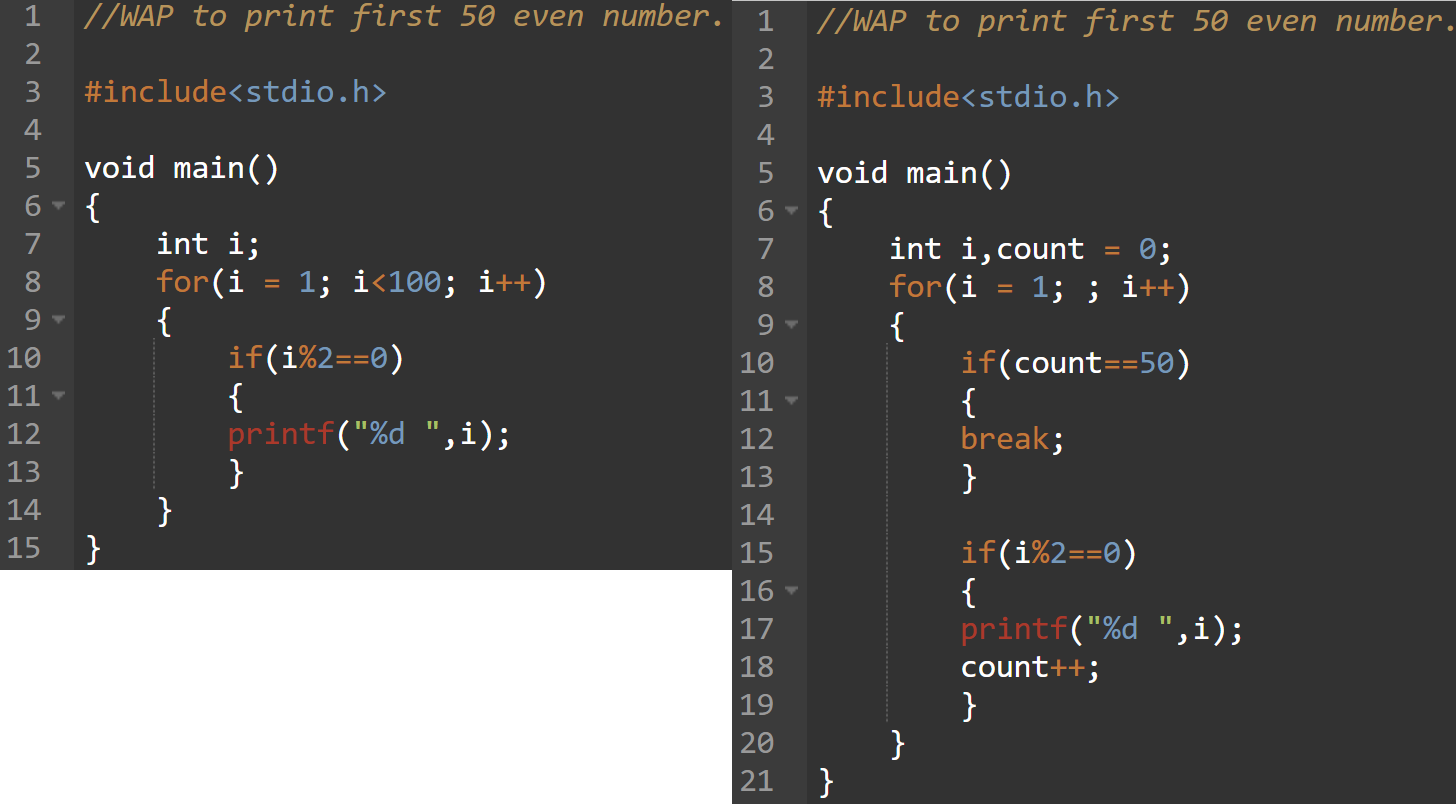 1 //WAP to print first 50 even number.
2
3 #include<stdio.h>
4
5 void main()
6 {
7 int i;
8 for(i = 1; i<100; i++)
9 {
10 if(i%2==0)
11 {
12 printf("%d ",i);
13 }
14 }
15 }
1 //WAP to print first 50 even number.
2
3 #include<stdio.h>
4
5 void main()
6 {
7 int i,count = 0;
8 for(i = 1; ; i++)
9 {
10 if(count==50)
11 {
12 break;
13 }
14
15 if(i%2==0)
16 {
17 printf("%d ",i);
18 count++;
19 }
20 }
21 }